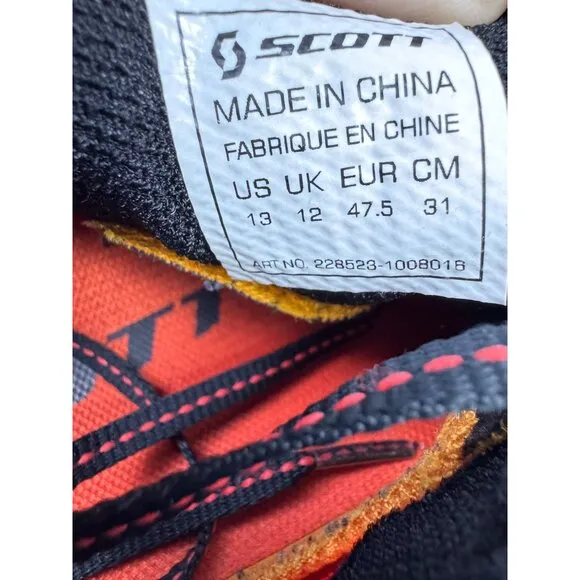 SCOTT
MADE IN CHINA
FABRIQUE EN CHINE
US UK EUR CM
13 12 47.5 31
ART NO. 228523-1008016